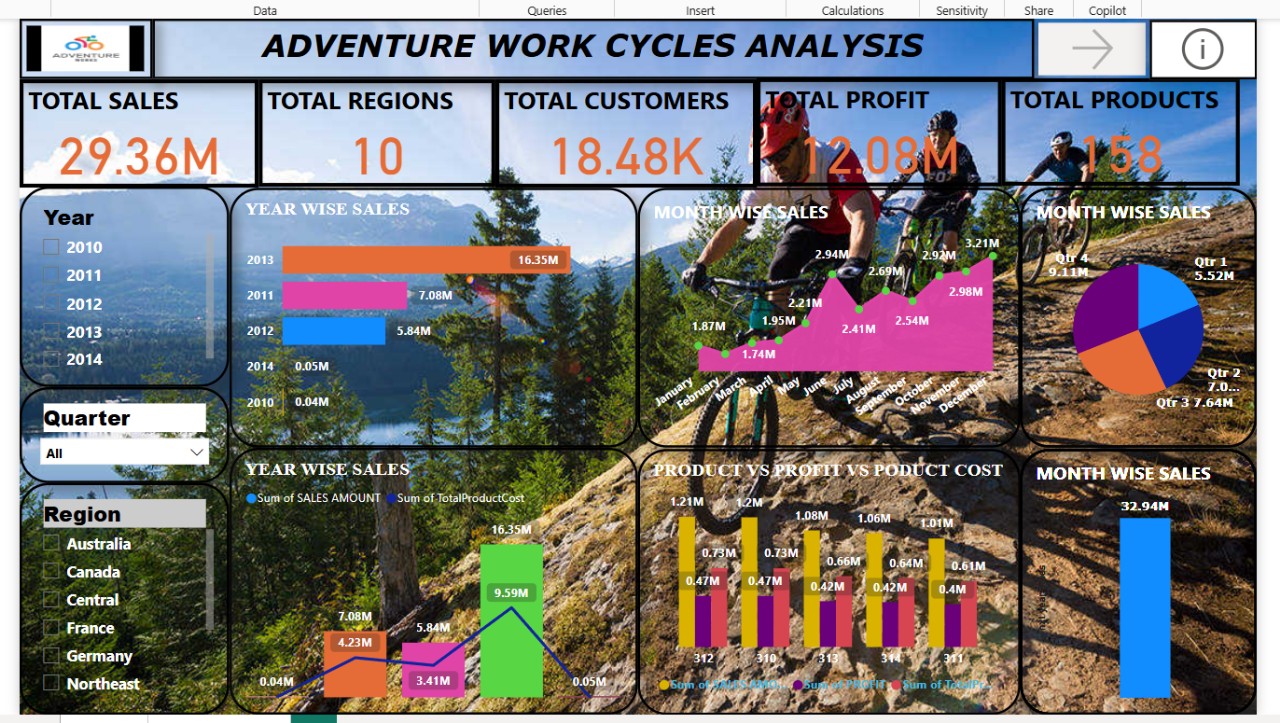 Data Queries Insert Calculations Sensitivity Share Copilot
ADVENTURE
WORKS
ADVENTURE WORK CYCLES ANALYSIS
TOTAL SALES
29.36M
TOTAL REGIONS
10
TOTAL CUSTOMERS
18.48K
TOTAL PROFIT
12.08M
TOTAL PRODUCTS
158
Year
2010
2011
2012
2013
2014
Quarter
All
Region
Australia
Canada
Central
France
Germany
Northeast
YEAR WISE SALES
2013 16.35M
2011 7.08M
2012 5.84M
2014 0.05M
2010 0.04M
MONTH WISE SALES
3.21M
2.94M
2.92M
2.69M
2.98M
2.21M
1.95M
2.54M
1.87M
2.41M
1.74M
January
February
March
April
May
June
July
August
September
October
November
December
MONTH WISE SALES
Qtr 4
9.11M
Qtr 1
5.52M
Qtr 2
7.0...
Qtr 3 7.64M
YEAR WISE SALES
Sum of SALES AMOUNT Sum of TotalProductCost
16.35M
9.59M
7.08M
5.84M
4.23M
0.04M
3.41M
0.05M
PRODUCT VS PROFIT VS PODUCT COST
1.21M 1.2M 1.08M 1.06M 1.01M
0.73M 0.73M 0.66M 0.64M 0.61M
0.47M 0.47M 0.42M 0.42M 0.4M
312 310 313 314 311
Sum of SALES AMO... Sum of PROFIT Sum of TotalP...
MONTH WISE SALES
32.94M